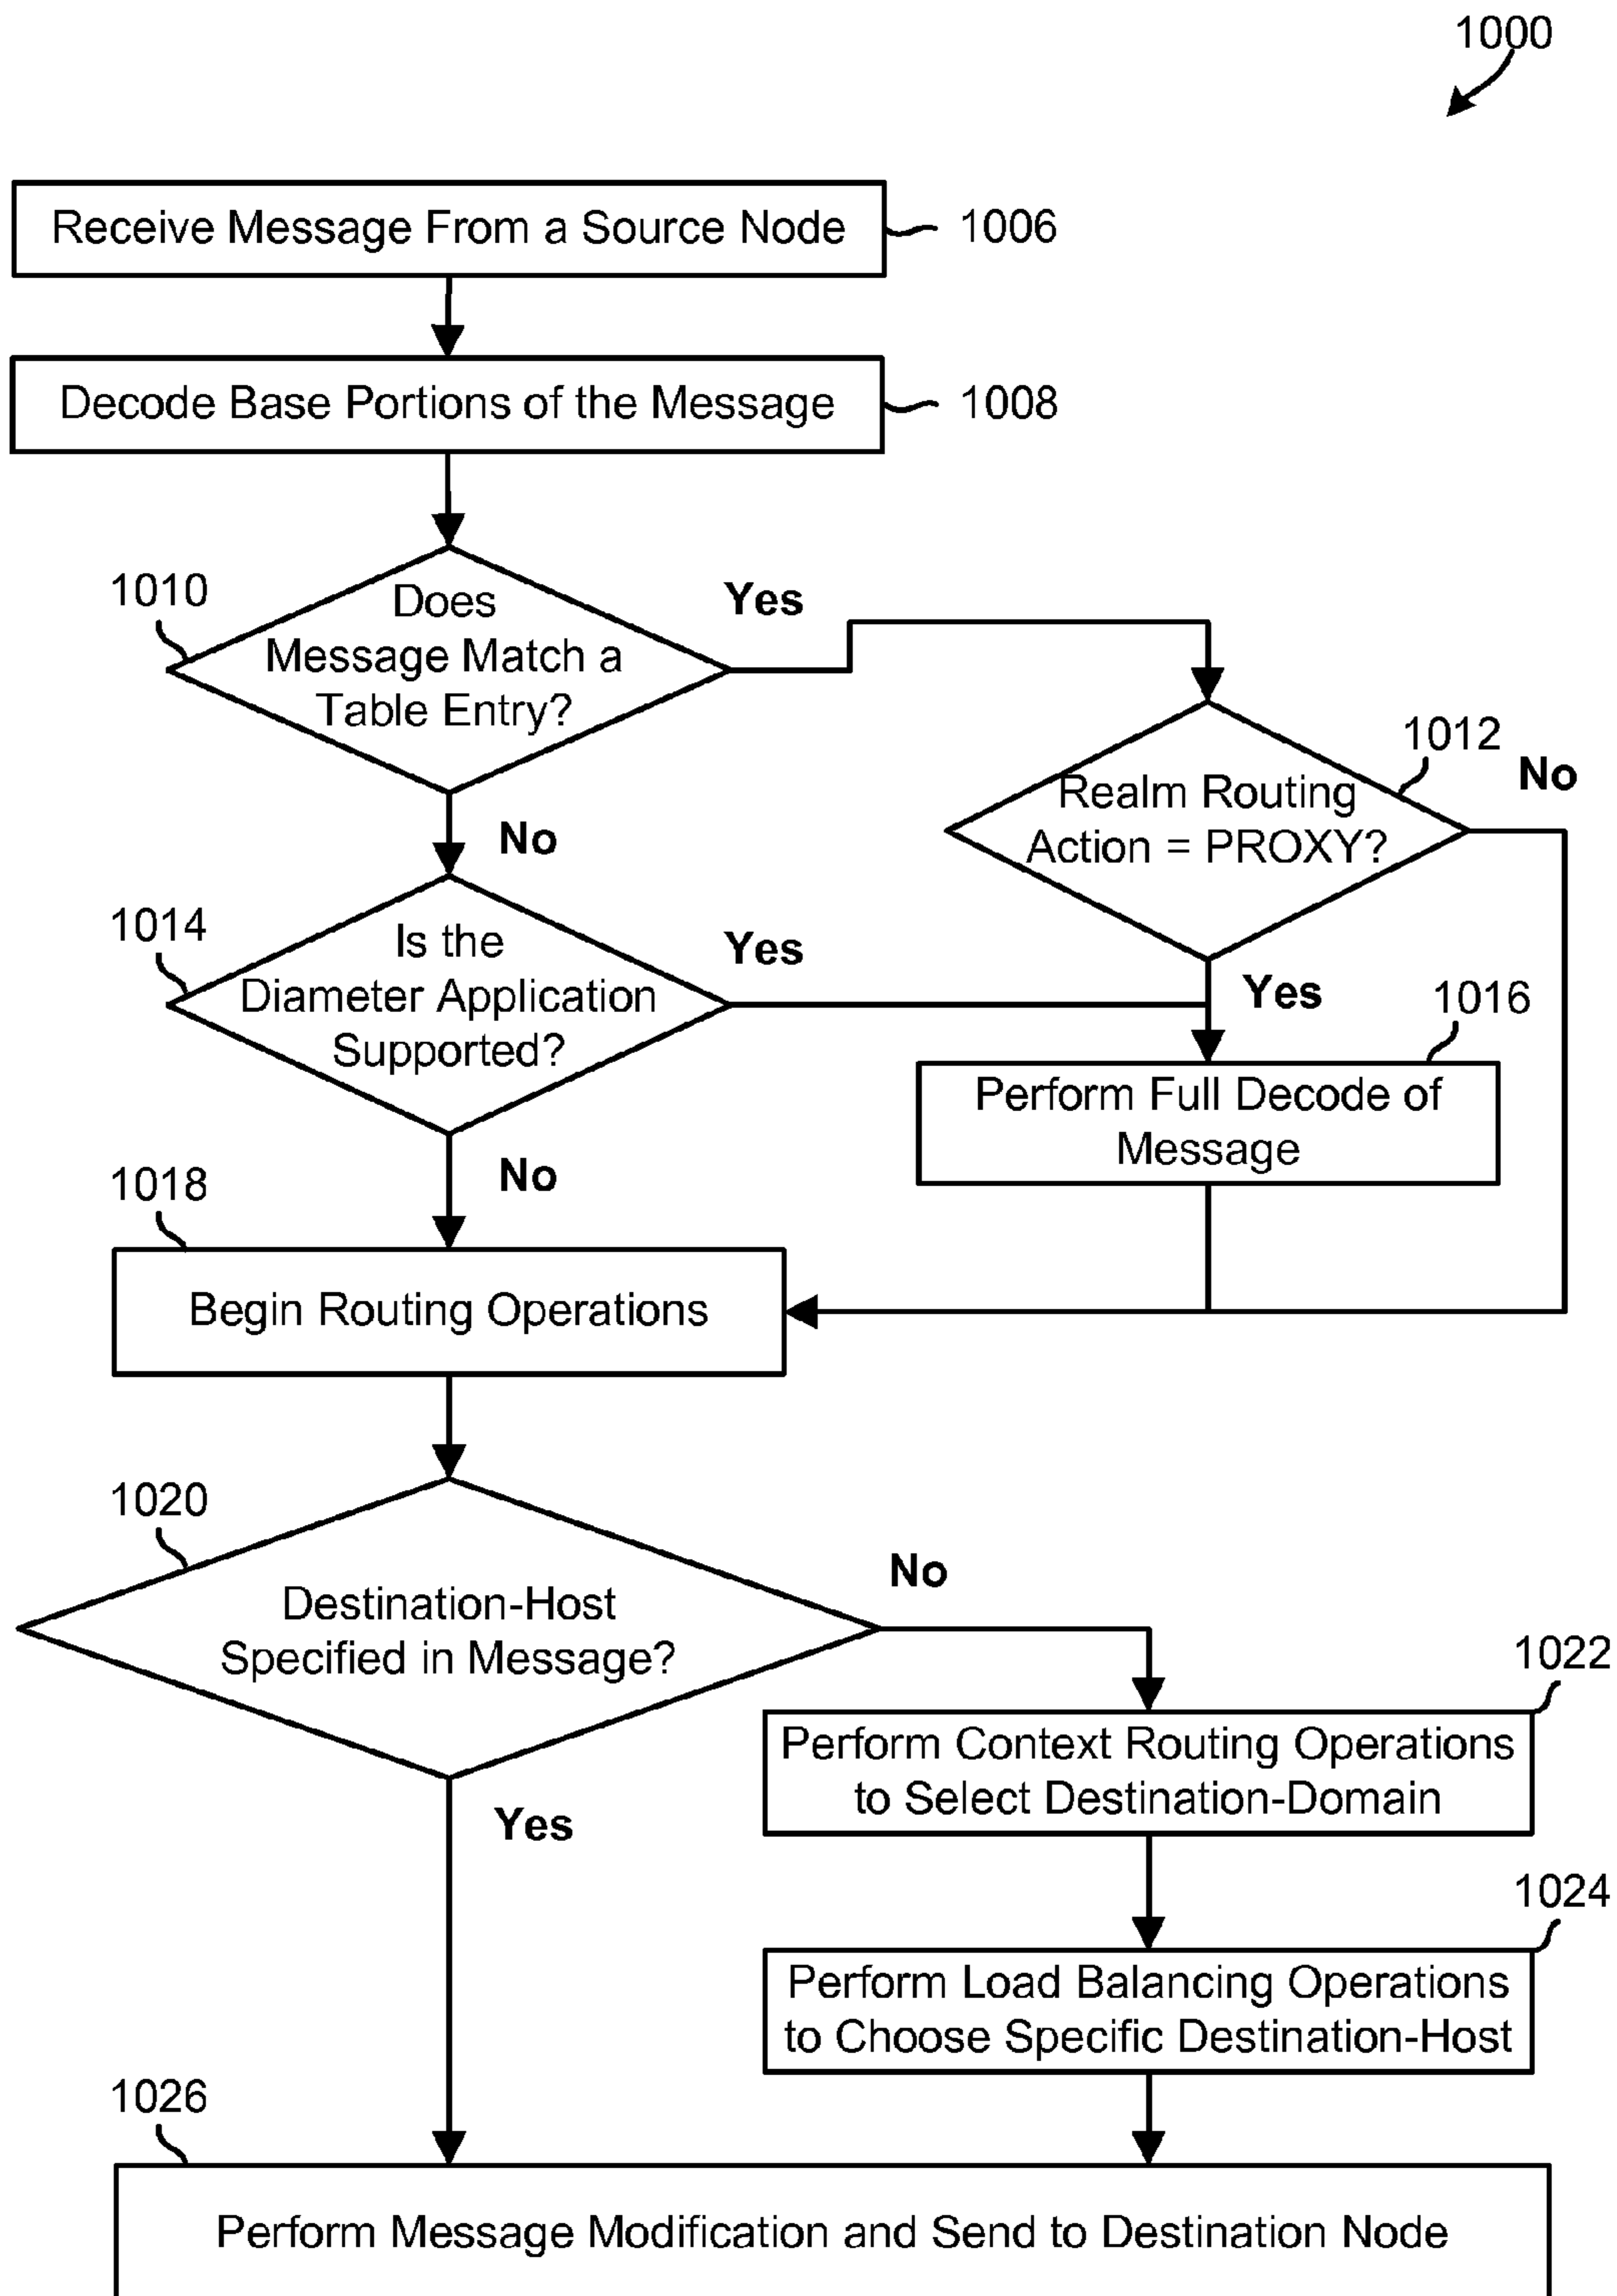 1000
Receive Message From a Source Node
1006
Decode Base Portions of the Message
1008
1010
Does
Message Match a
Table Entry?
Yes
No
1012
Realm Routing
Action = PROXY?
No
Yes
1014
Is the
Diameter Application
Supported?
Yes
No
1016
Perform Full Decode of
Message
1018
Begin Routing Operations
1020
Destination-Host
Specified in Message?
No
Yes
1022
Perform Context Routing Operations
to Select Destination-Domain
1024
Perform Load Balancing Operations
to Choose Specific Destination-Host
1026
Perform Message Modification and Send to Destination Node